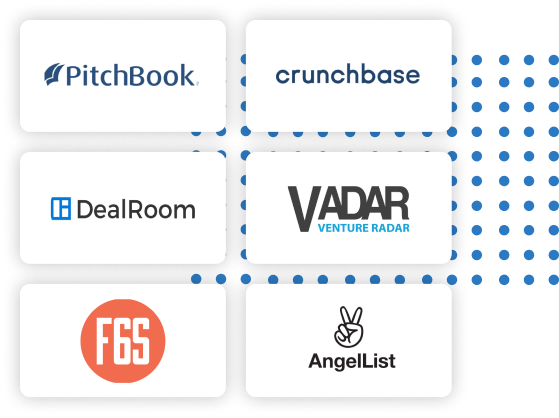 PitchBook
crunchbase
DealRoom
VADAR
VENTURE RADAR
F6S
AngelList